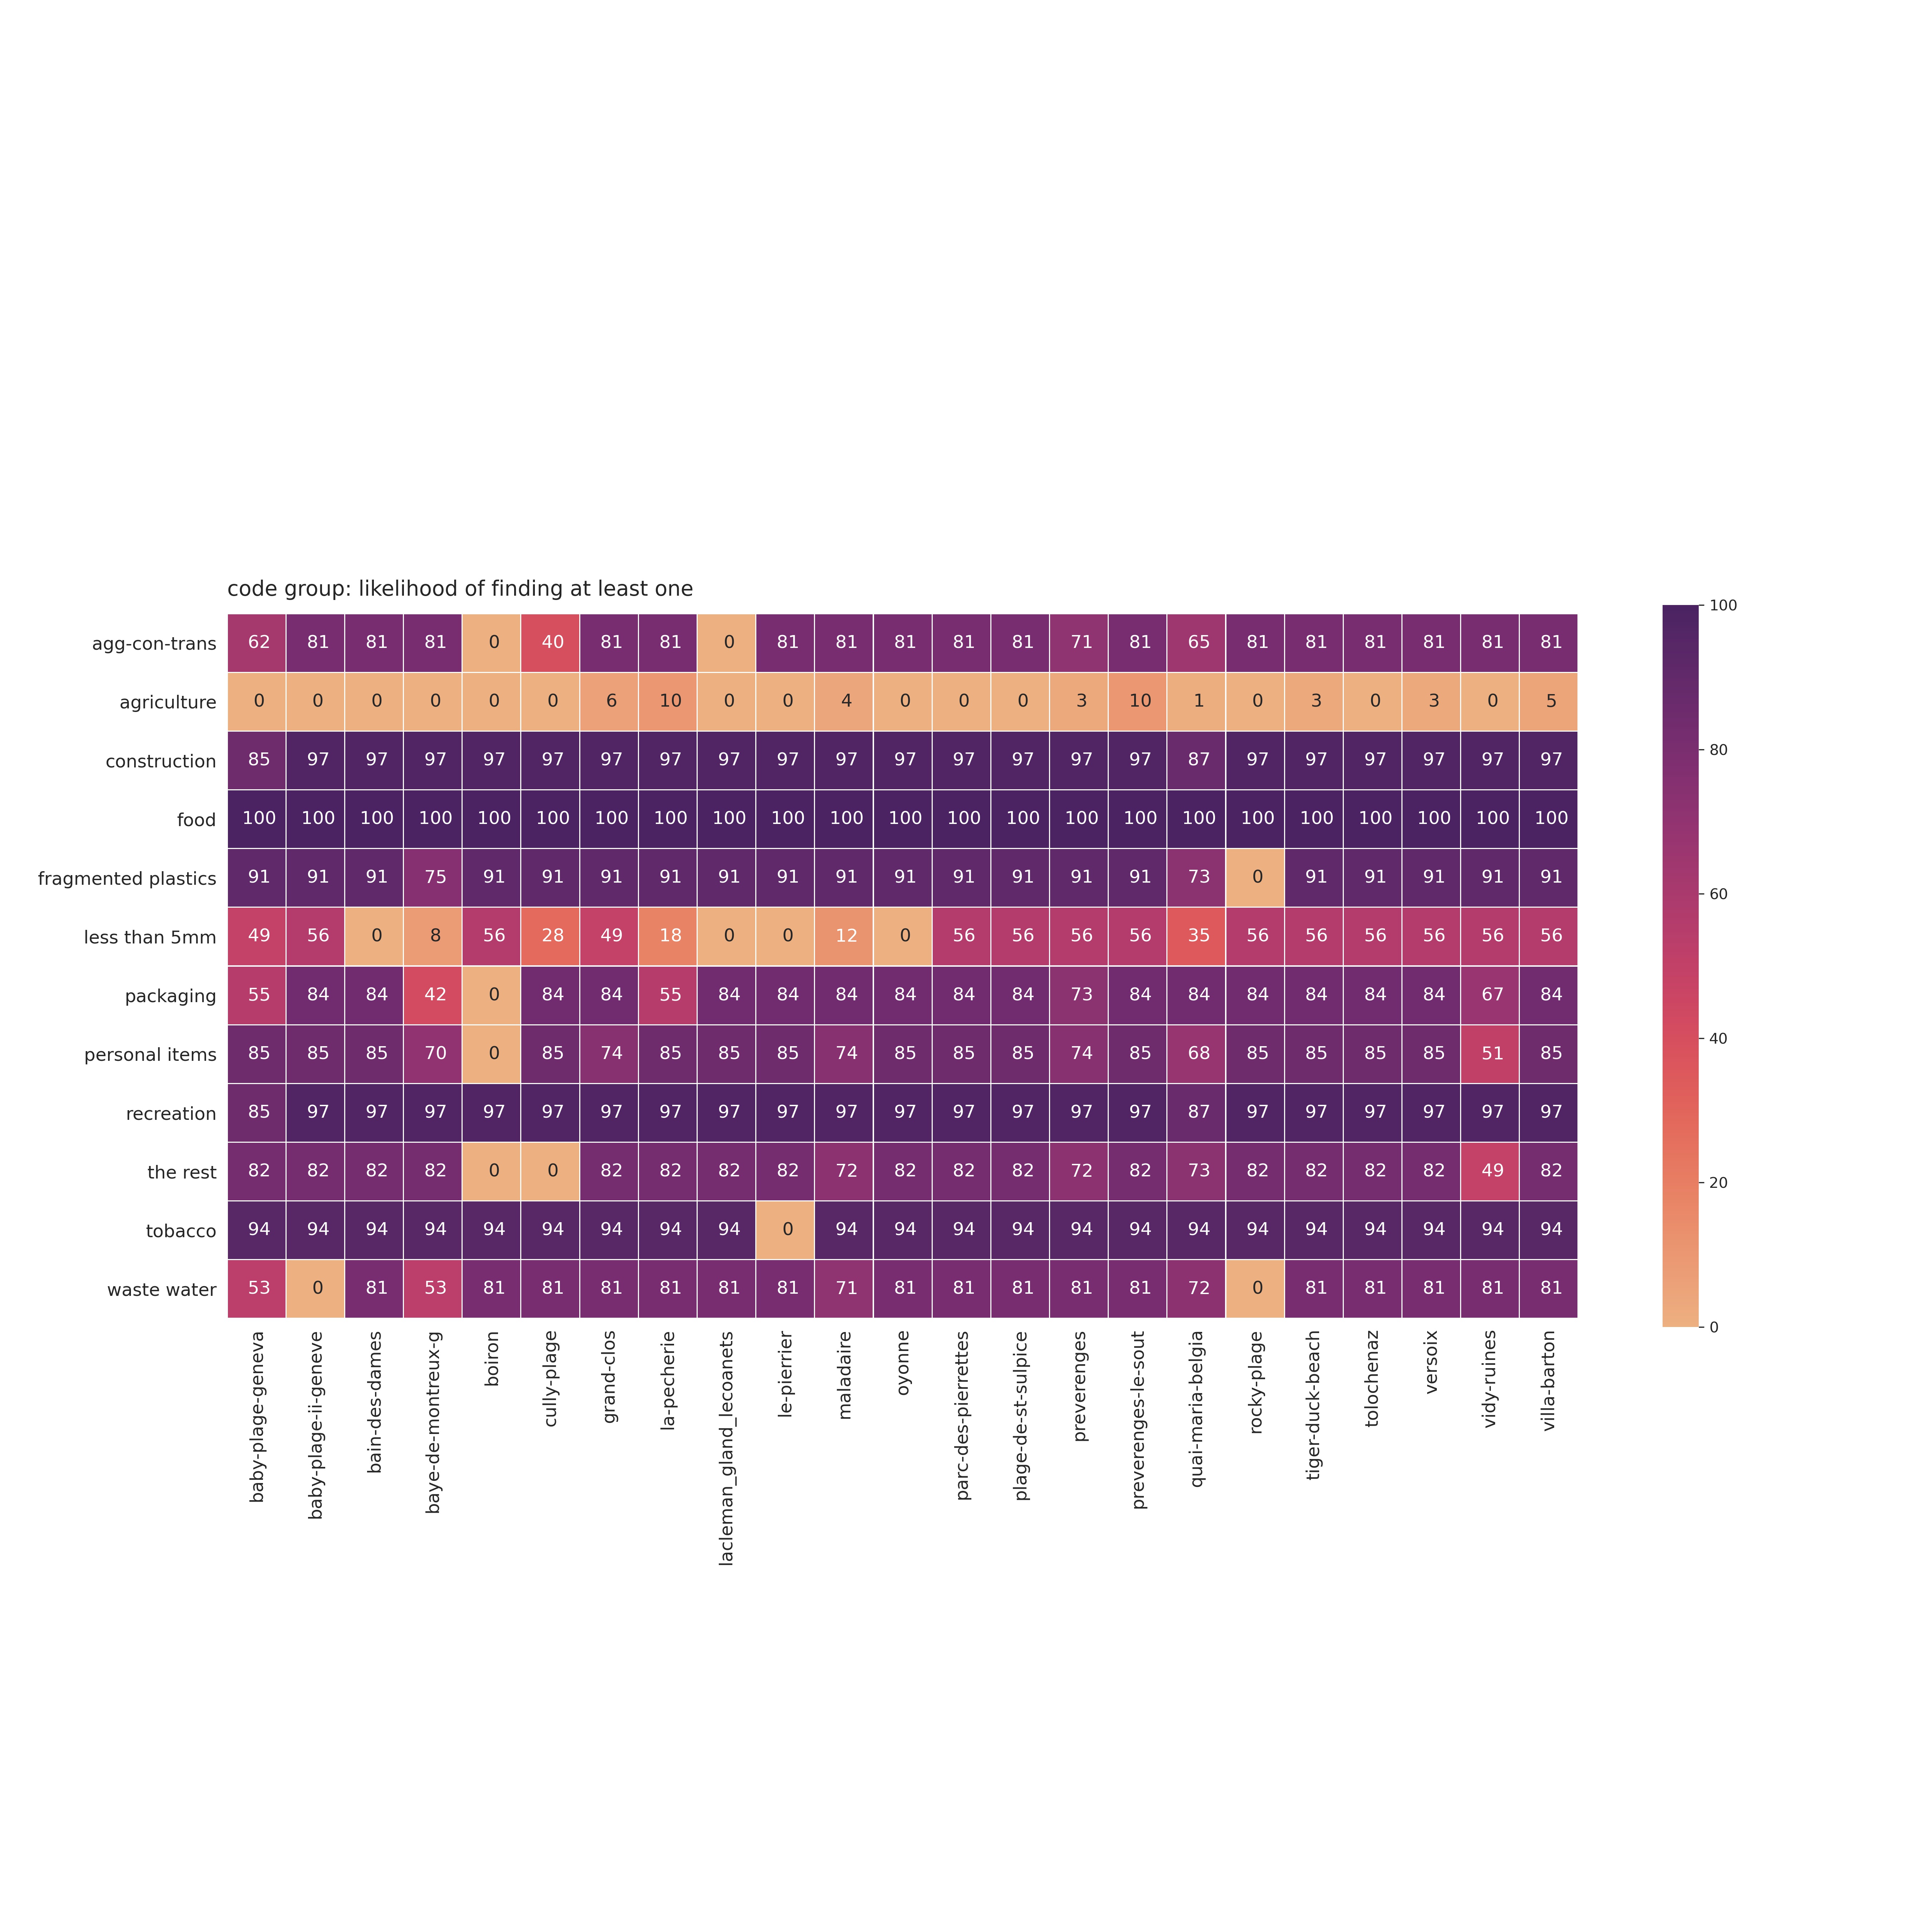 code group: likelihood of finding at least one
agg-con-trans 62 81 81 81 0 40 81 81 0 81 81 81 81 81 71 81 65 81 81 81 81 81 81
agriculture 0 0 0 0 0 0 6 10 0 0 4 0 0 0 3 10 1 0 3 0 3 0 5
construction 85 97 97 97 97 97 97 97 97 97 97 97 97 97 97 97 87 97 97 97 97 97 97
food 100 100 100 100 100 100 100 100 100 100 100 100 100 100 100 100 100 100 100 100 100 100 100
fragmented plastics 91 91 91 75 91 91 91 91 91 91 91 91 91 91 91 91 73 0 91 91 91 91 91
less than 5mm 49 56 0 8 56 28 49 18 0 0 12 0 56 56 56 56 35 56 56 56 56 56 56
packaging 55 84 84 42 0 84 84 55 84 84 84 84 84 84 73 84 84 84 84 84 84 67 84
personal items 85 85 85 70 0 85 74 85 85 85 74 85 85 85 74 85 68 85 85 85 85 51 85
recreation 85 97 97 97 97 97 97 97 97 97 97 97 97 97 97 97 87 97 97 97 97 97 97
the rest 82 82 82 82 0 0 82 82 82 82 72 82 82 82 72 82 73 82 82 82 82 49 82
tobacco 94 94 94 94 94 94 94 94 94 0 94 94 94 94 94 94 94 94 94 94 94 94 94
waste water 53 0 81 53 81 81 81 81 81 81 71 81 81 81 81 81 72 0 81 81 81 81 81
baby-plage-geneva
baby-plage-ii-geneve
bain-des-dames
baye-de-montreux-g
boiron
cully-plage
grand-clos
la-pecherie
lacleman_gland_lecoanets
le-pierrier
maladaire
oyonne
parc-des-pierrettes
plage-de-st-sulpice
preverenges
preverenges-le-sout
quai-maria-belgia
rocky-plage
tiger-duck-beach
tolochenaz
versoix
vidy-ruines
villa-barton
100
80
60
40
20
0